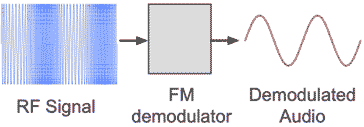 RF Signal
FM
demodulator
Demodulated
Audio